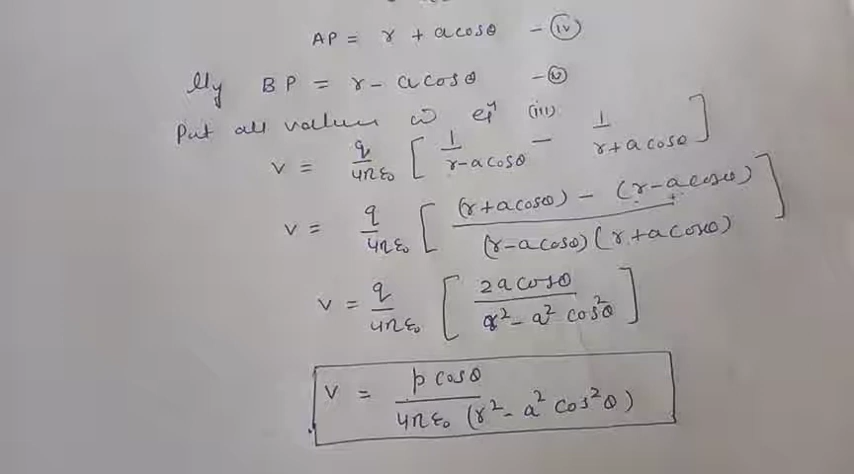 AP = r + a cosθ - (iv)
lly BP = r - a cosθ - (v)
Put all values in eqn (iii)
V = q/4πε₀ [ 1/r-a cosθ - 1/r+a cosθ ]
V = q/4πε₀ [ (r+a cosθ) - (r-a cosθ) / (r-a cosθ)(r+a cosθ) ]
V = q/4πε₀ [ 2a cosθ / r² - a² cos²θ ]
V = p cosθ / 4πε₀ (r² - a² cos²θ)